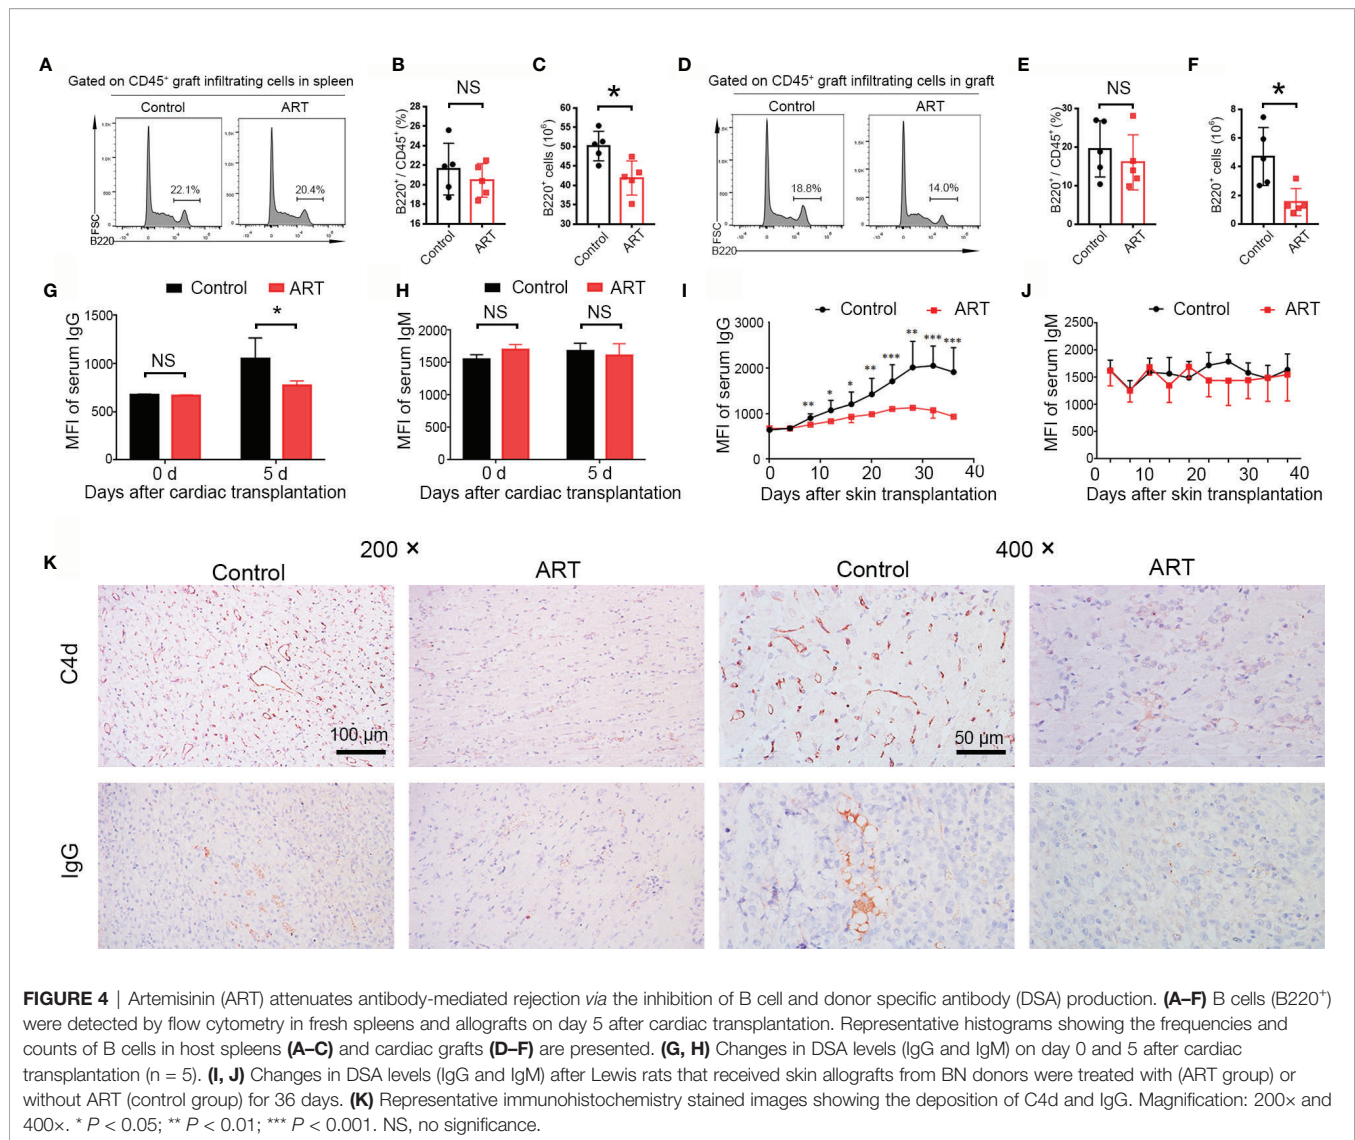 A
Gated on CD45⁺ graft infiltrating cells in spleen
Control ART
1.5K
1.0K
500
0
22.1%
20.4%
FSC
B220
B
NS
B220⁺/ CD45⁺(%)
28
26
24
22
20
18
16
Control ART
C
*
B220⁺ cells (10⁶)
60
55
50
45
40
35
30
Control ART
D
Gated on CD45⁺ graft infiltrating cells in graft
Control ART
18.8%
14.0%
FSC
B220
E
NS
B220⁺/ CD45⁺(%)
30
20
10
0
Control ART
F
*
B220⁺ cells (10⁶)
8
6
4
2
0
Control ART
G
Control ART
MFI of serum IgG
1500
1000
500
0
NS *
0 d 5 d
Days after cardiac transplantation
H
Control ART
MFI of serum IgM
2000
1500
1000
500
0
NS NS
0 d 5 d
Days after cardiac transplantation
I
Control
ART
MFI of serum IgG
3000
2000
1000
0
** * * ** *** ** *** ***
0 10 20 30 40
Days after skin transplantation
J
Control
ART
MFI of serum IgM
2500
2000
1500
1000
500
0
0 10 20 30 40
Days after skin transplantation
K
200 × 400 ×
Control ART Control ART
C4d
100 µm
50 µm
IgG
FIGURE 4 | Artemisinin (ART) attenuates antibody-mediated rejection via the inhibition of B cell and donor specific antibody (DSA) production. (A–F) B cells (B220⁺)
were detected by flow cytometry in fresh spleens and allografts on day 5 after cardiac transplantation. Representative histograms showing the frequencies and
counts of B cells in host spleens (A–C) and cardiac grafts (D–F) are presented. (G, H) Changes in DSA levels (IgG and IgM) on day 0 and 5 after cardiac
transplantation (n = 5). (I, J) Changes in DSA levels (IgG and IgM) after Lewis rats that received skin allografts from BN donors were treated with (ART group) or
without ART (control group) for 36 days. (K) Representative immunohistochemistry stained images showing the deposition of C4d and IgG. Magnification: 200× and
400×. * P < 0.05; ** P < 0.01; *** P < 0.001. NS, no significance.